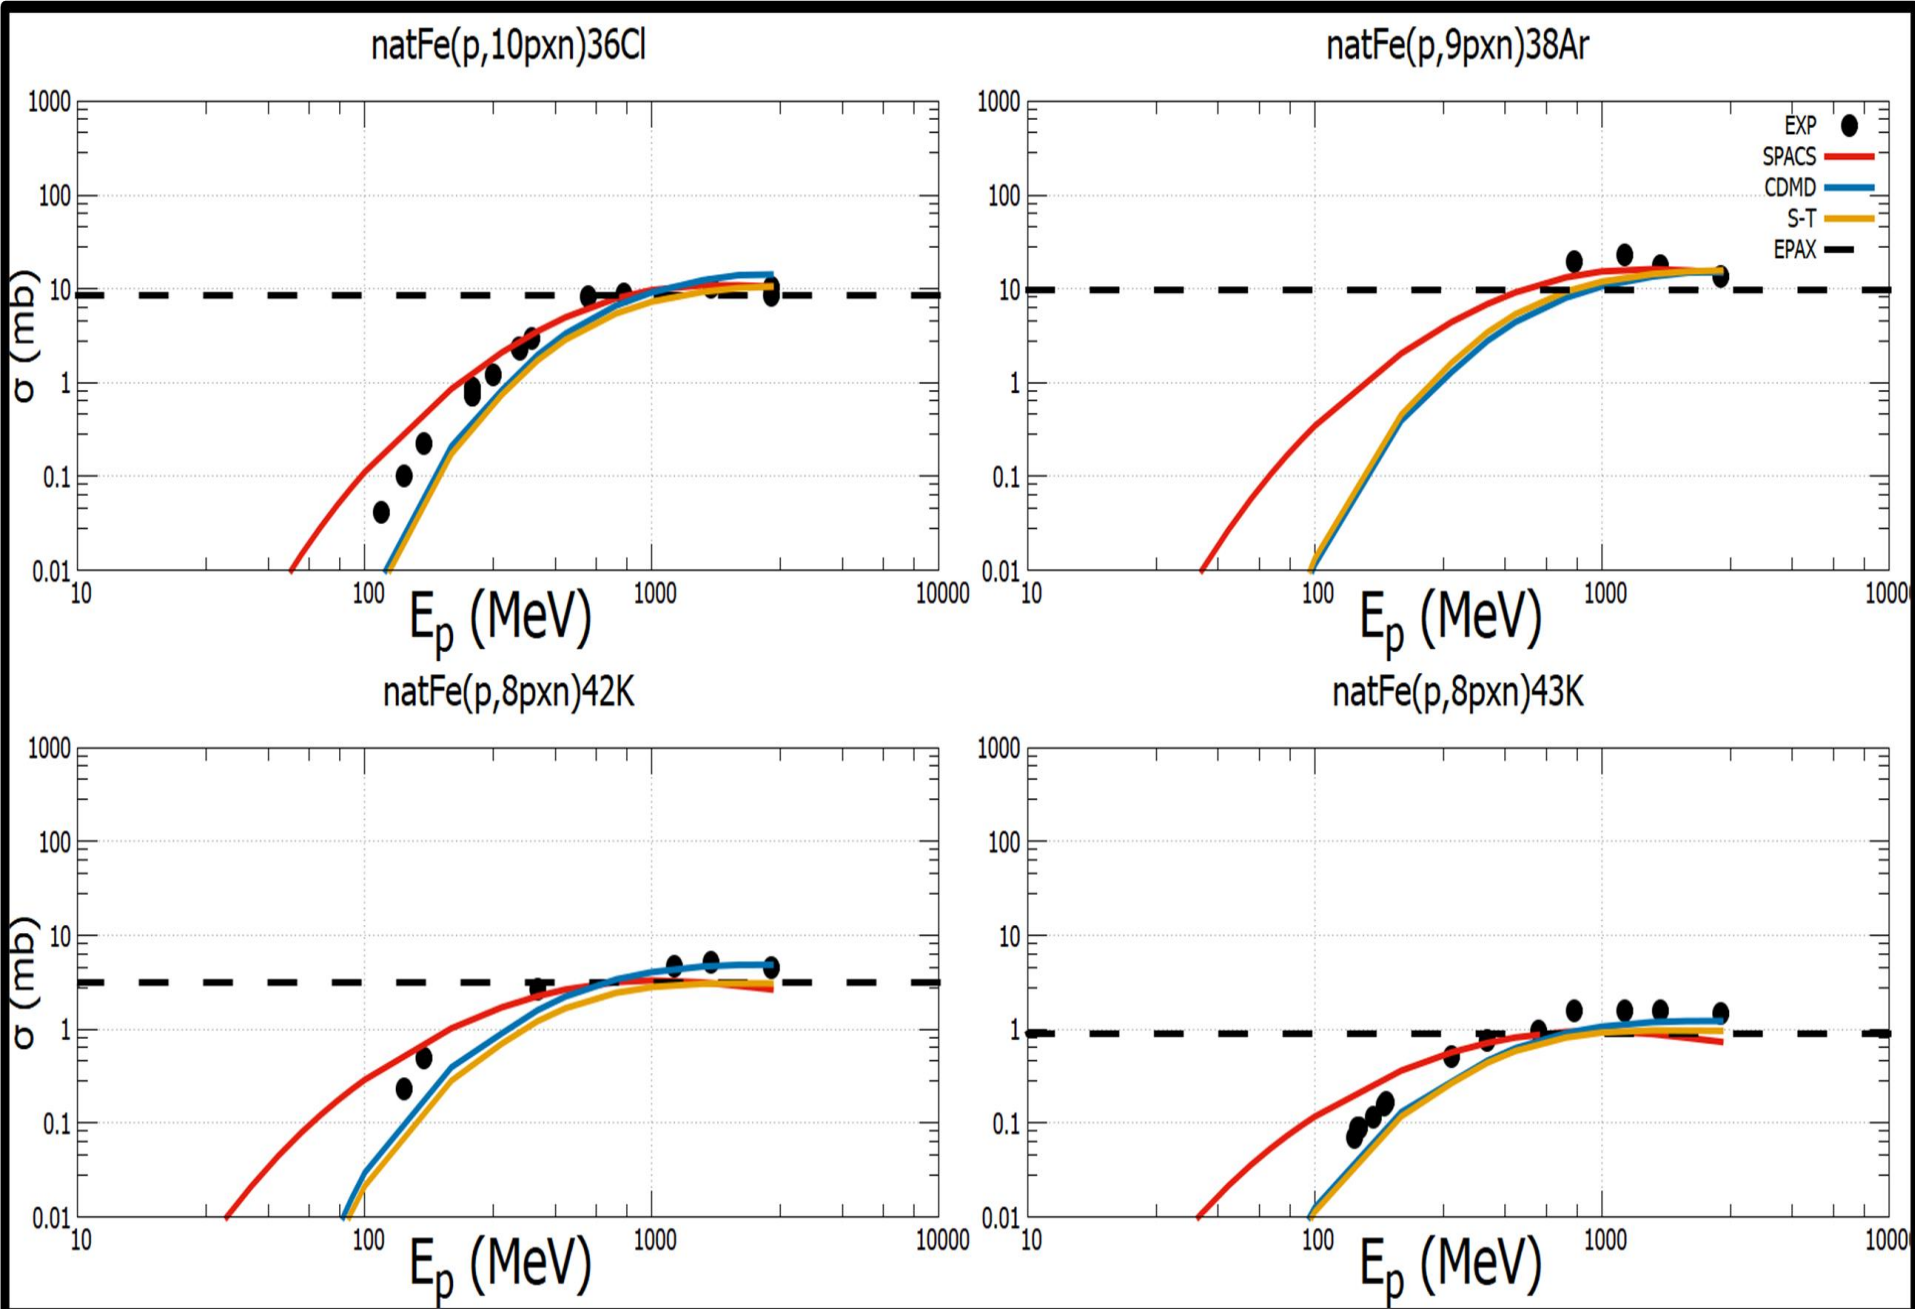 natFe(p,10pxn)36Cl
1000
100
10
1
0.1
0.01
σ (mb)
10
100
1000
10000
Ep (MeV)
natFe(p,9pxn)38Ar
1000
100
10
1
0.1
0.01
EXP
SPACS
CDMD
S-T
EPAX
10
100
1000
10000
Ep (MeV)
natFe(p,8pxn)42K
1000
100
10
1
0.1
0.01
σ (mb)
10
100
1000
10000
Ep (MeV)
natFe(p,8pxn)43K
1000
100
10
1
0.1
0.01
10
100
1000
10000
Ep (MeV)